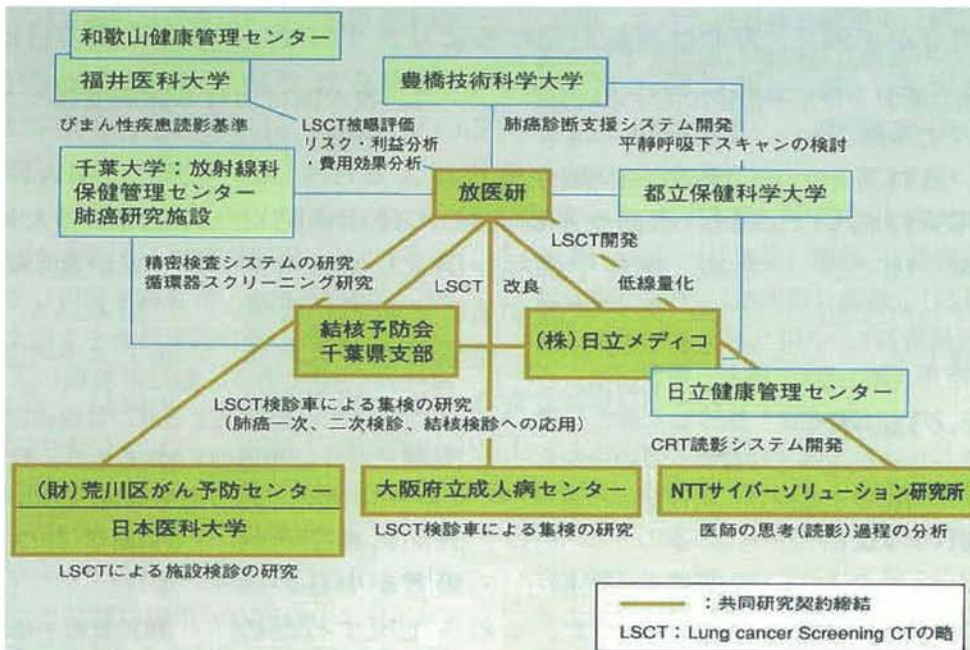 和歌山健康管理センター
福井医科大学
豊橋技術科学大学
びまん性疾患読影基準
LSCT被曝評価
リスク・利益分析
・費用効果分析
肺癌診断支援システム開発
平静呼吸下スキャンの検討
千葉大学：放射線科
保健管理センター
肺癌研究施設
放医研
都立保健科学大学
LSCT開発
精密検査システムの研究
循環器スクリーニング研究
LSCT 改良
低線量化
結核予防会
千葉県支部
(株)日立メディコ
日立健康管理センター
LSCT検診車による集検の研究
(肺癌一次、二次検診、結核検診への応用)
CRT読影システム開発
(財)荒川区がん予防センター
日本医科大学
大阪府立成人病センター
NTTサイバーソリューション研究所
LSCT検診車による集検の研究
医師の思考(読影)過程の分析
LSCTによる施設検診の研究
：共同研究契約締結
LSCT：Lung cancer Screening CTの略